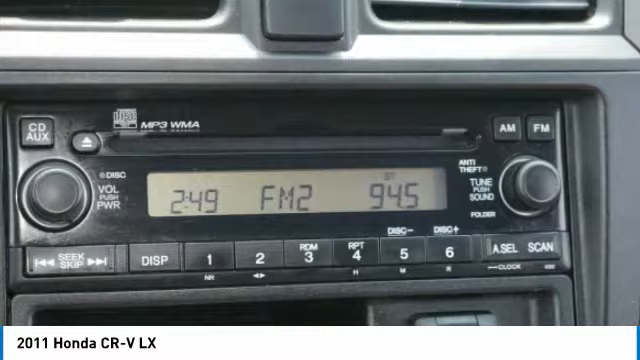 CD
AUX
MP3 WMA
AM
FM
DISC
VOL
PUSH
PWR
ANTI
THEFT
TUNE
PUSH
SOUND
FOLDER
ST
2:49 FM2 94.5
DISC-
DISC+
SEEK
SKIP
DISP
1
2
RDM
3
RPT
4
5
6
A.SEL
SCAN
NR
H
M
R
CLOCK
2011 Honda CR-V LX